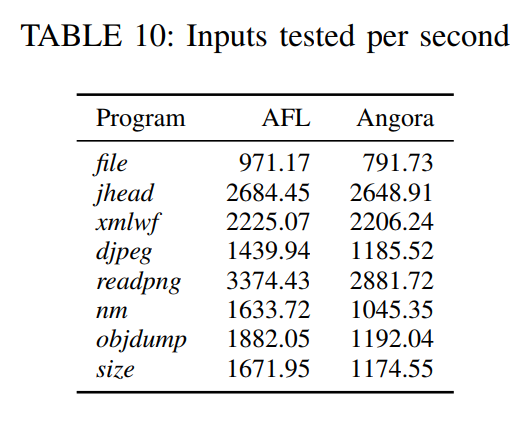 TABLE 10: Inputs tested per second
Program AFL Angora
file 971.17 791.73
jhead 2684.45 2648.91
xmlwf 2225.07 2206.24
djpeg 1439.94 1185.52
readpng 3374.43 2881.72
nm 1633.72 1045.35
objdump 1882.05 1192.04
size 1671.95 1174.55